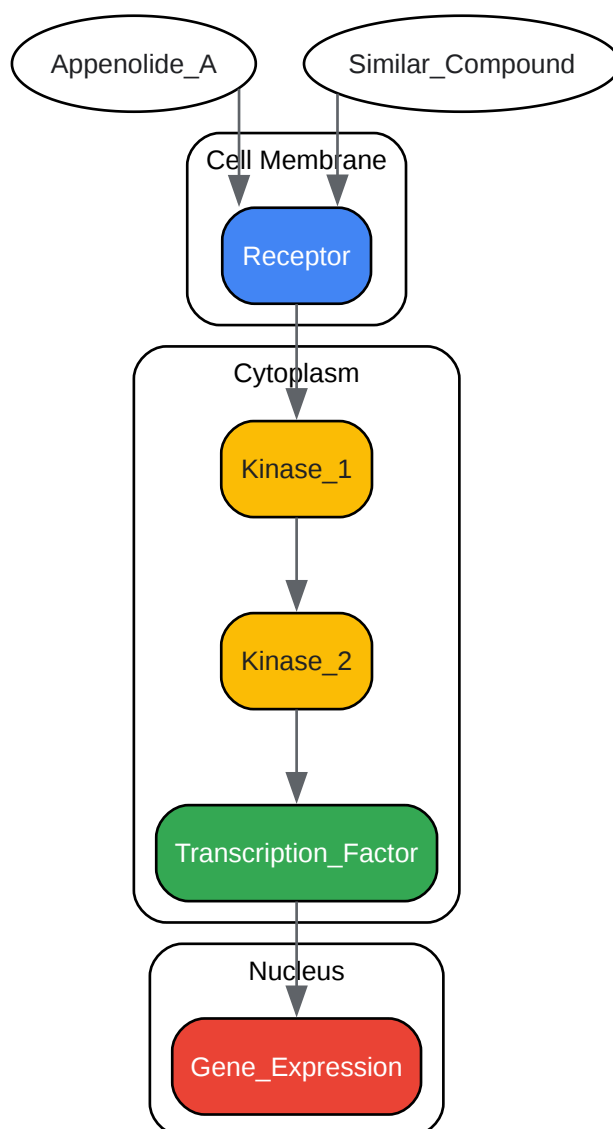 Appenolide_A
Similar_Compound
Cell Membrane
Receptor
Cytoplasm
Kinase_1
Kinase_2
Transcription_Factor
Nucleus
Gene_Expression